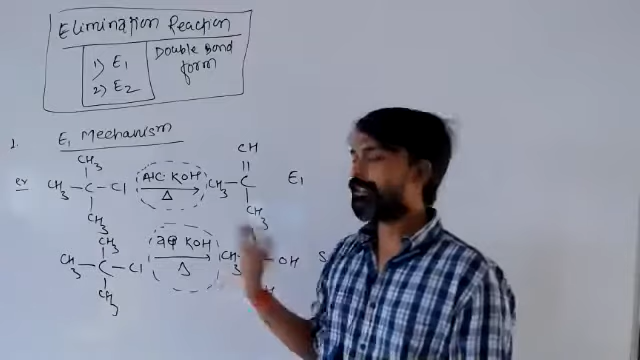 Elimination Reaction
1) E1
2) E2
Double Bond
form
1. E1 Mechanism
ex
CH3
CH3-C-Cl
CH3
Alc. KOH
Δ
CH
||
CH3-C
CH3
E1
CH3
CH3-C-Cl
CH3
aq KOH
Δ
CH3
OH
S